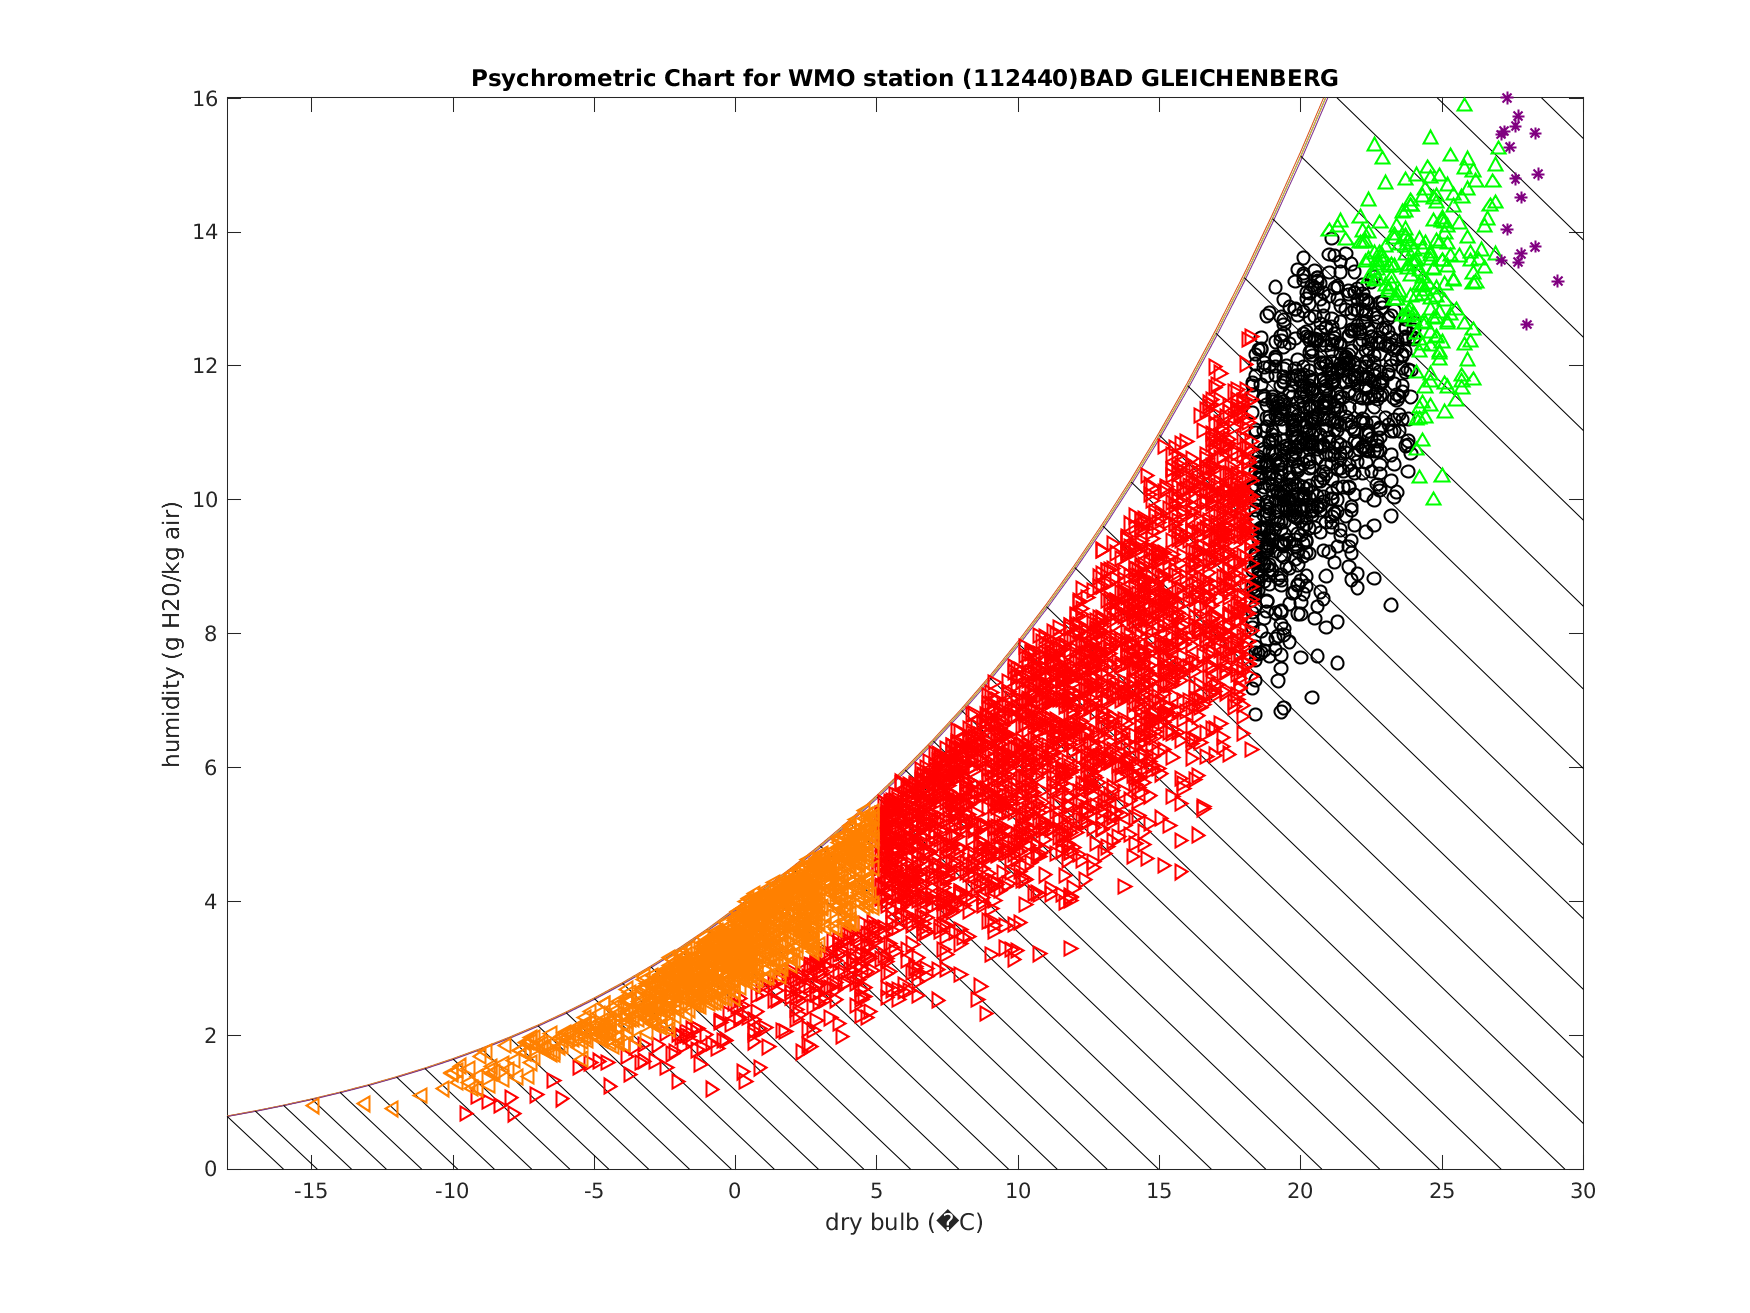 Psychrometric Chart for WMO station (112440)BAD GLEICHENBERG
16
14
12
10
8
6
4
2
0
humidity (g H20/kg air)
-15 -10 -5 0 5 10 15 20 25 30
dry bulb (�C)